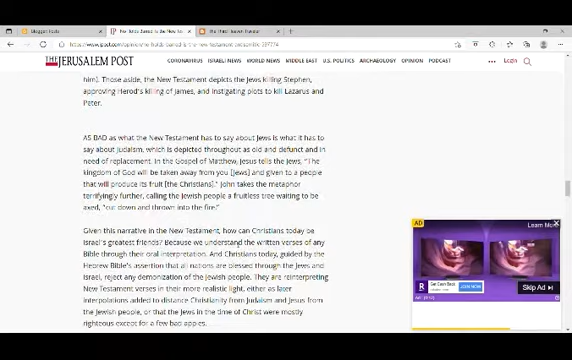 THE JERUSALEM POST
CORONAVIRUS ISRAEL NEWS WORLD NEWS MIDDLE EAST U.S. POLITICS ARCHAEOLOGY OPINION PODCAST
Login
him]. Those aside, the New Testament depicts the Jews killing Stephen,
approving Herod's killing of James, and instigating plots to kill Lazarus and
Peter.
AS BAD as what the New Testament has to say about Jews is what it has to
say about Judaism, which is depicted throughout as old and defunct and in
need of replacement. In the Gospel of Matthew, Jesus tells the Jews, "The
kingdom of God will be taken away from you [Jews] and given to a people
that will produce its fruit [the Christians]." John takes the metaphor
terrifyingly further, calling the Jewish people a fruitless tree waiting to be
axed, "cut down and thrown into the fire."
Given this narrative in the New Testament, how can Christians today be
Israel's greatest friends? Because we understand the written verses of any
Bible through their oral interpretation. And Christians today, guided by the
Hebrew Bible's assertion that all nations are blessed through the Jews and
Israel, reject any demonization of the Jewish people. They are reinterpreting
New Testament verses in their more realistic light, either as later
interpolations added to distance Christianity from Judaism and Jesus from
the Jewish people, or that the Jews in the time of Christ were mostly
righteous except for a few bad apples.
AD
Learn More
Skip Ad